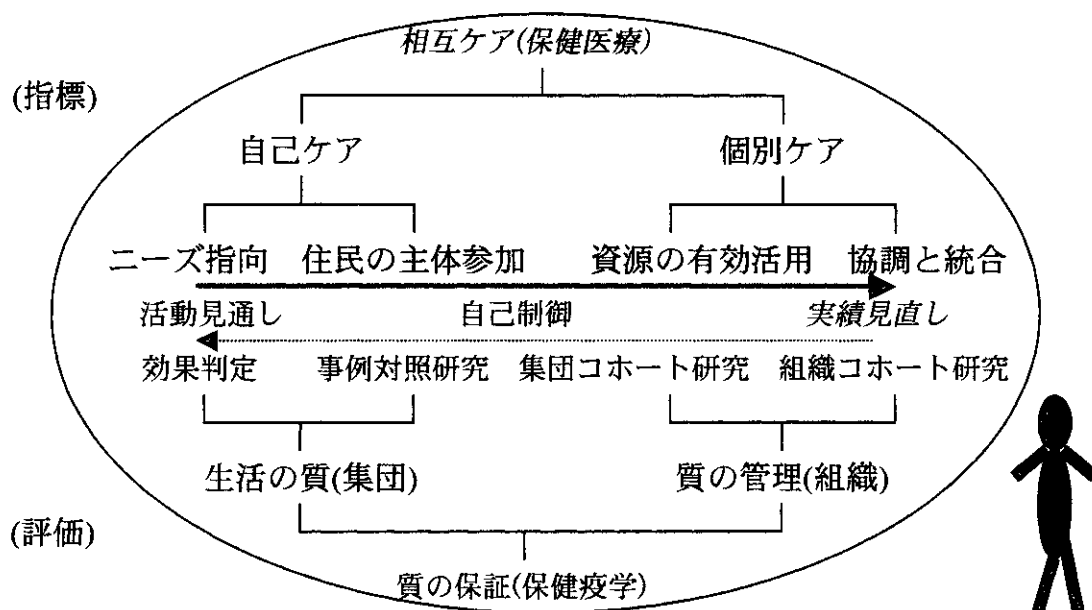 相互ケア(保健医療)
(指標)
自己ケア 個別ケア
ニーズ指向 住民の主体参加 資源の有効活用 協調と統合
活動見通し 自己制御 実績見直し
効果判定 事例対照研究 集団コホート研究 組織コホート研究
生活の質(集団) 質の管理(組織)
(評価)
質の保証(保健疫学)